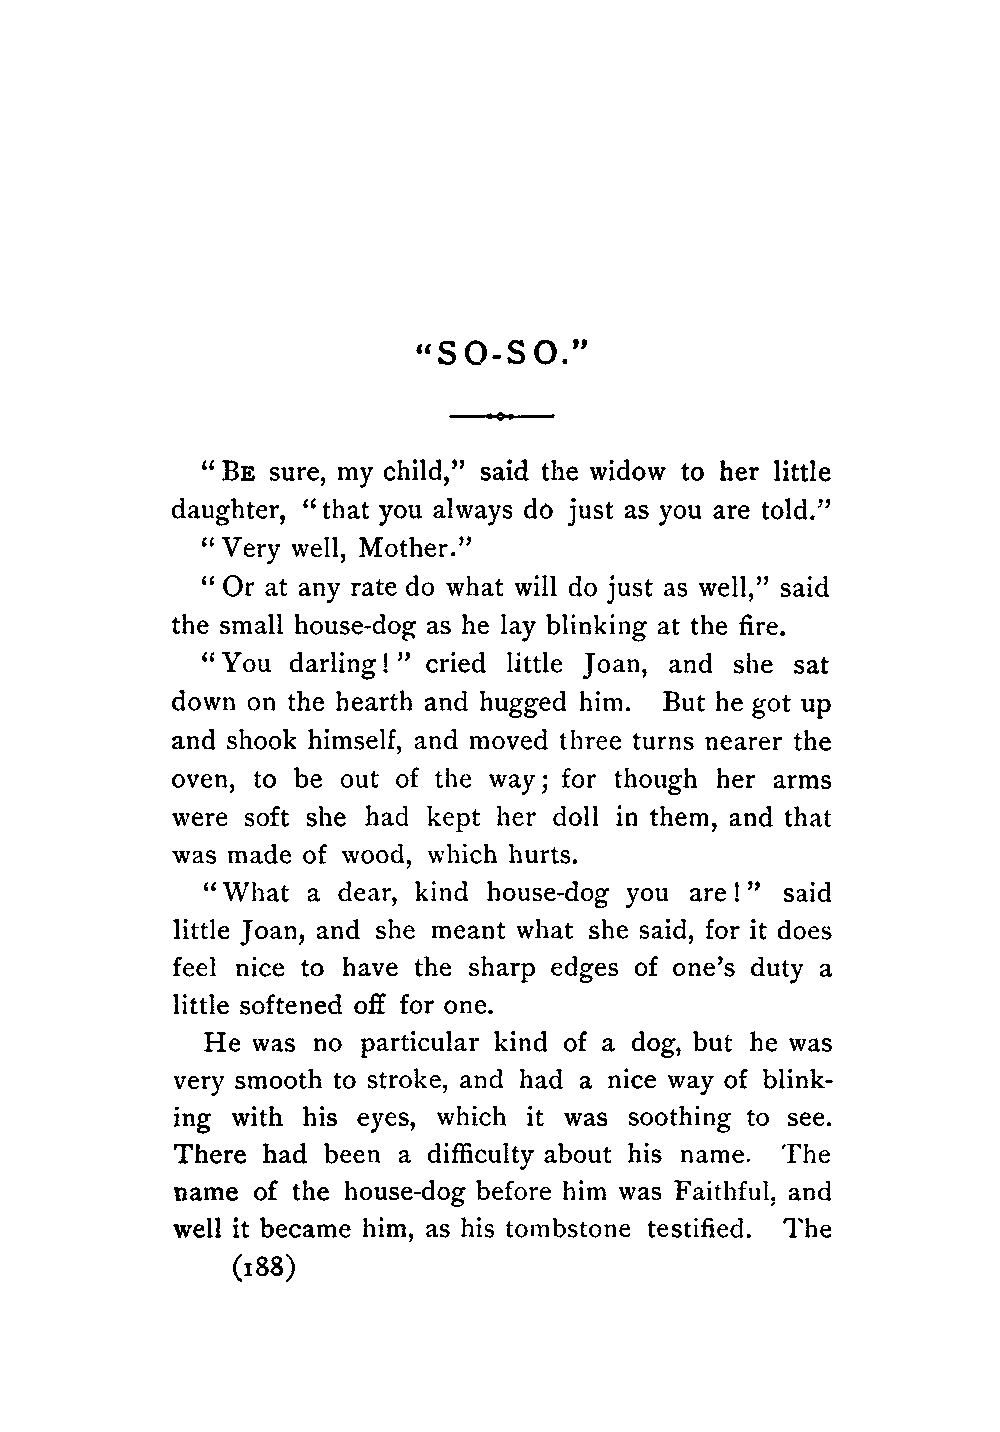 "SO-SO."
"BE sure, my child," said the widow to her little
daughter, "that you always do just as you are told."
"Very well, Mother."
"Or at any rate do what will do just as well," said
the small house-dog as he lay blinking at the fire.
"You darling!" cried little Joan, and she sat
down on the hearth and hugged him. But he got up
and shook himself, and moved three turns nearer the
oven, to be out of the way; for though her arms
were soft she had kept her doll in them, and that
was made of wood, which hurts.
"What a dear, kind house-dog you are!" said
little Joan, and she meant what she said, for it does
feel nice to have the sharp edges of one's duty a
little softened off for one.
He was no particular kind of a dog, but he was
very smooth to stroke, and had a nice way of blink-
ing with his eyes, which it was soothing to see.
There had been a difficulty about his name. The
name of the house-dog before him was Faithful, and
well it became him, as his tombstone testified. The
(188)